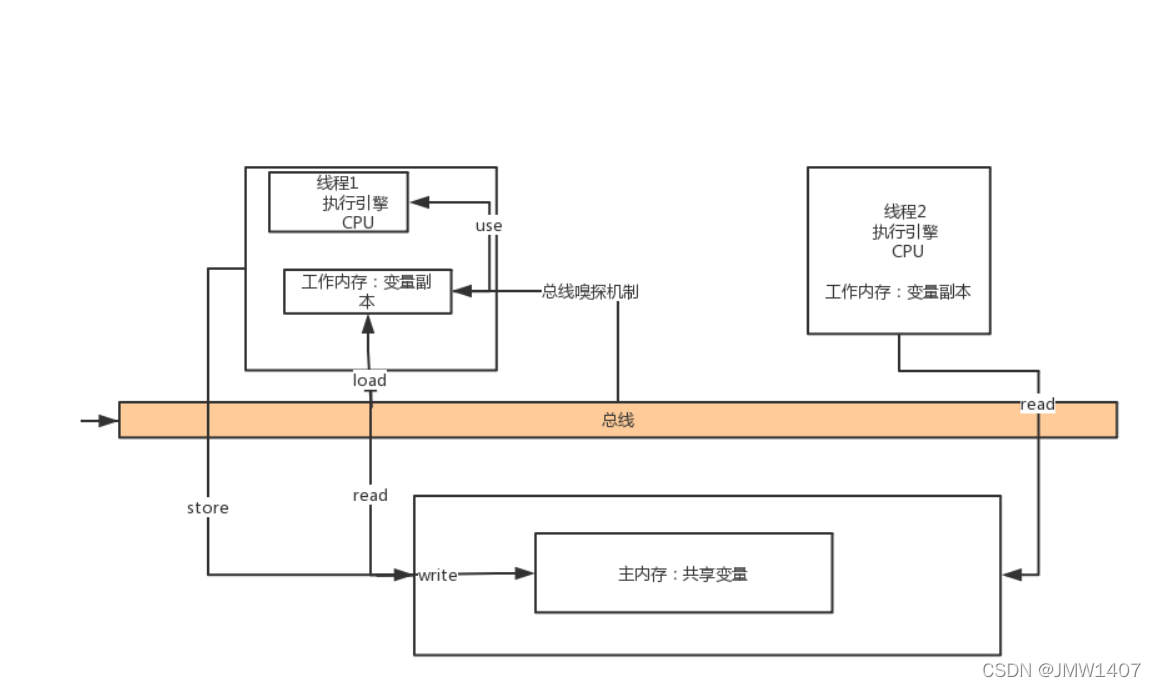 线程1
执行引擎
CPU
use
工作内存：变量副
本
总线嗅探机制
线程2
执行引擎
CPU
工作内存：变量副本
load
read
总线
read
store
write
主内存：共享变量
CSDN @JMW1407